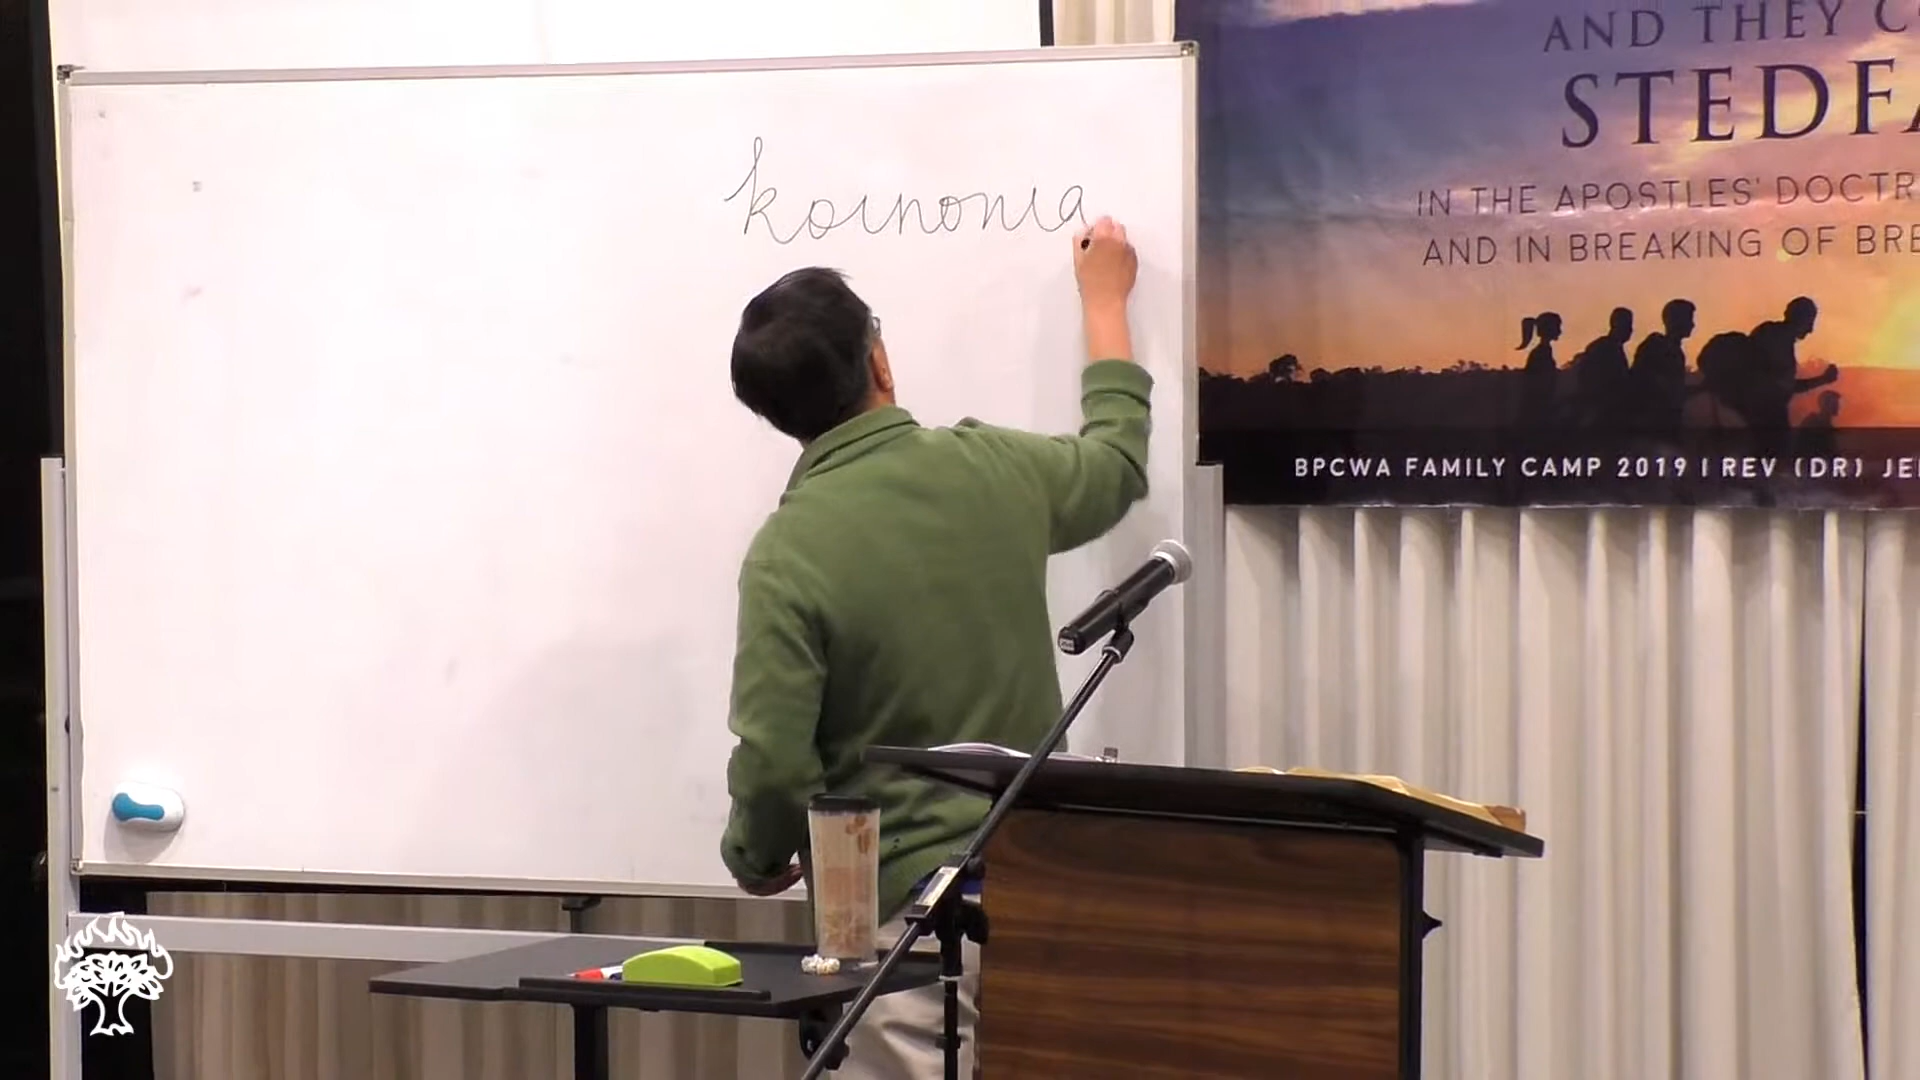 koinonia
AND THEY C
STEDFA
IN THE APOSTLES' DOCTR
AND IN BREAKING OF BRE
BPCWA FAMILY CAMP 2019 | REV (DR) JE